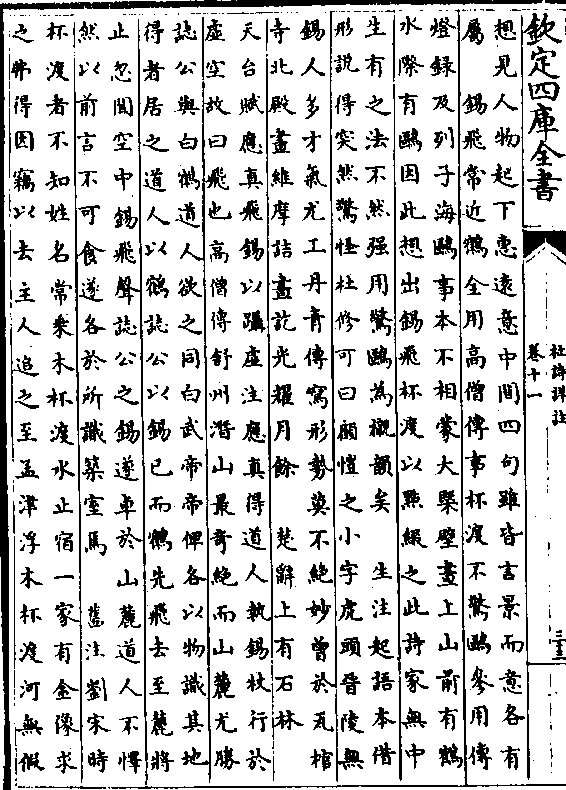 欽定四庫全書
杜詩詳註
卷十一
三三
想見人物起下惠遠意中間四句雖皆言景而意各有
屬 錫飛常近鶴全用高僧傳事杯渡不驚鷗參用傳
燈錄及列子海鷗事本不相蒙大槩壁畫上山前有鶴
水際有鷗因此想出錫飛杯渡以點綴之此詩家無中
生有之法不然强用驚鷗為襯韻矣 生注起語本借
形說得突然驚怪杜修可曰顧愷之小字虎頭晉陵無
錫人多才氣尤工丹青傳寫形勢莫不絕妙曾於瓦棺
寺北殿畫維摩詰畫訖光耀月餘 楚辭上有石林
天台賦應真飛錫以躡虛注應真得道人執錫杖行於
虛空故曰飛也高僧傳舒州潛山最奇絕而山麓尤勝
誌公與白鶴道人欲之同白武帝帝俾各以物識其地
得者居之道人以鶴誌公以錫已而鶴先飛去至麓將
止忽聞空中錫飛聲誌公之錫遂卓於山麓道人不懌
然以前言不可食遂各於所識築室焉 舊注劉宋時
杯渡者不知姓名常乘木杯渡水止宿一家有金像求
之弗得因竊以去主人追之至孟津浮木杯渡河無假